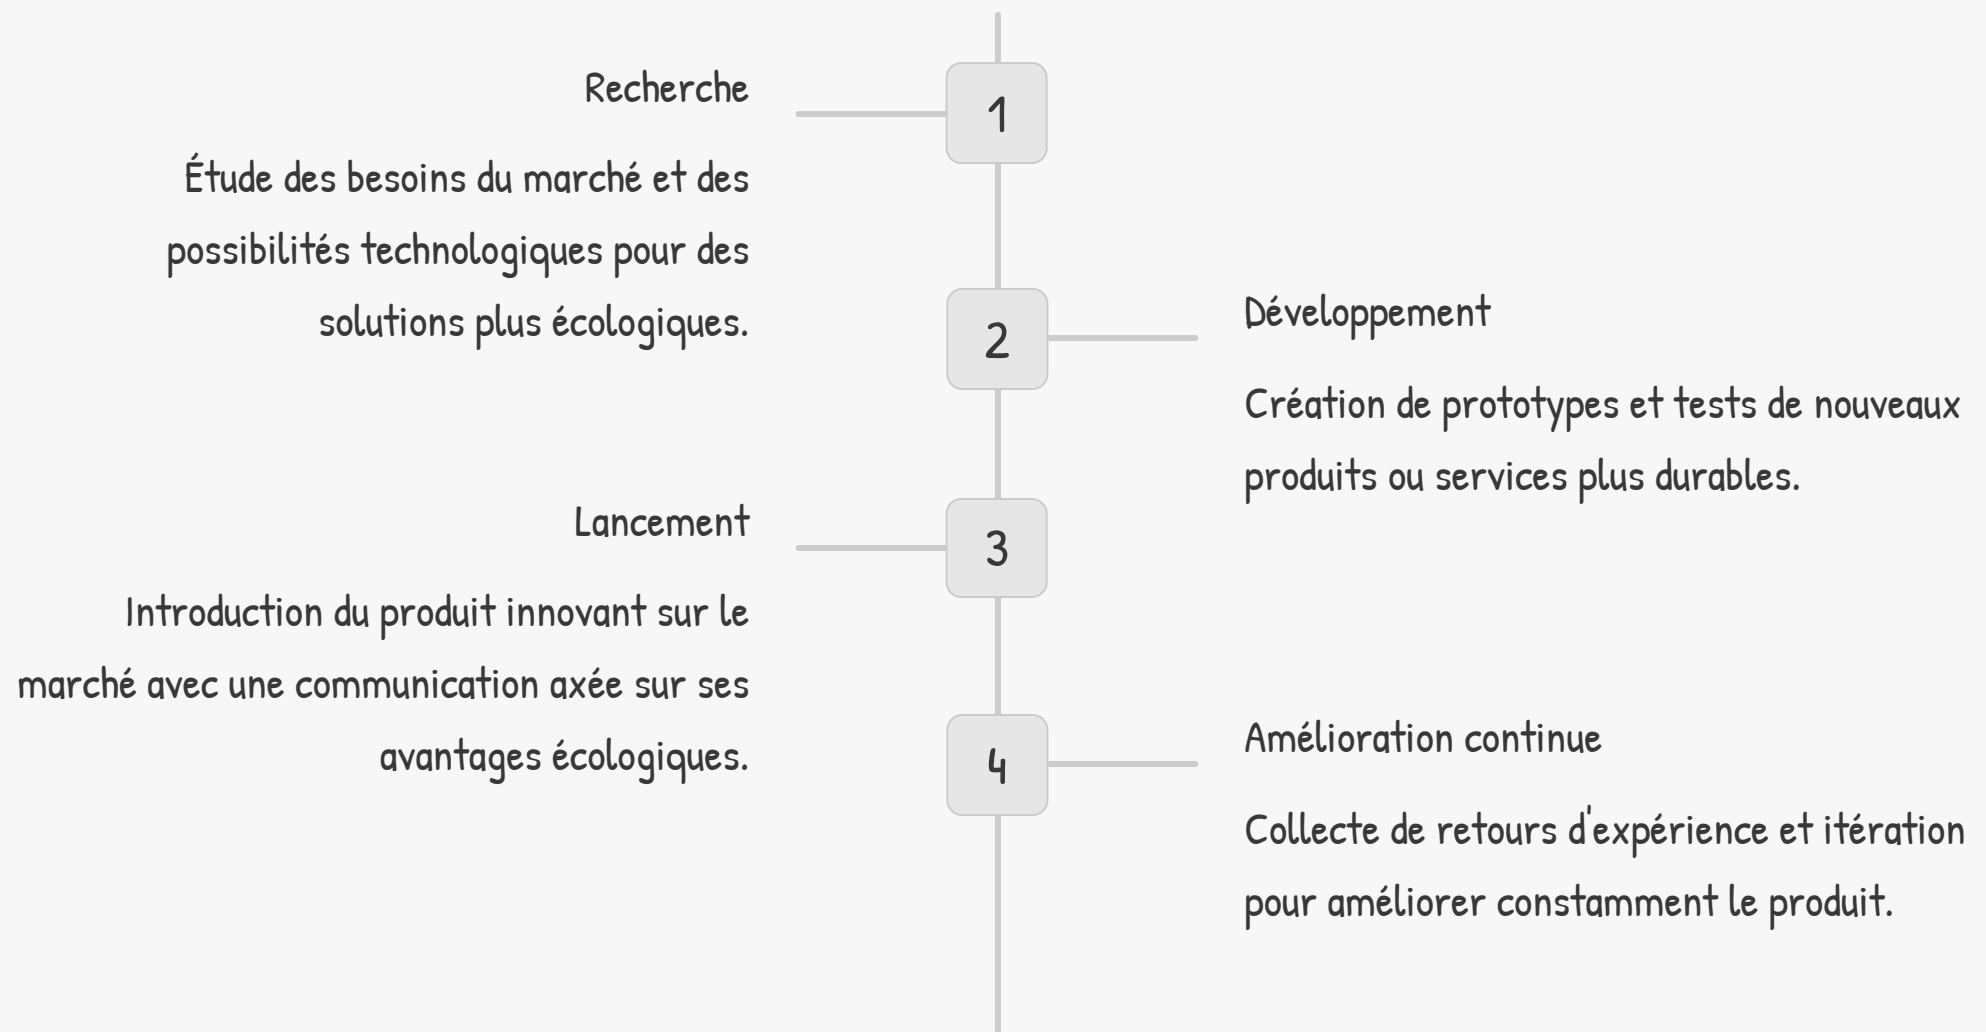 1
Recherche
Étude des besoins du marché et des
possibilités technologiques pour des
solutions plus écologiques.
2
Développement
Création de prototypes et tests de nouveaux
produits ou services plus durables.
3
Lancement
Introduction du produit innovant sur le
marché avec une communication axée sur ses
avantages écologiques.
4
Amélioration continue
Collecte de retours d'expérience et itération
pour améliorer constamment le produit.